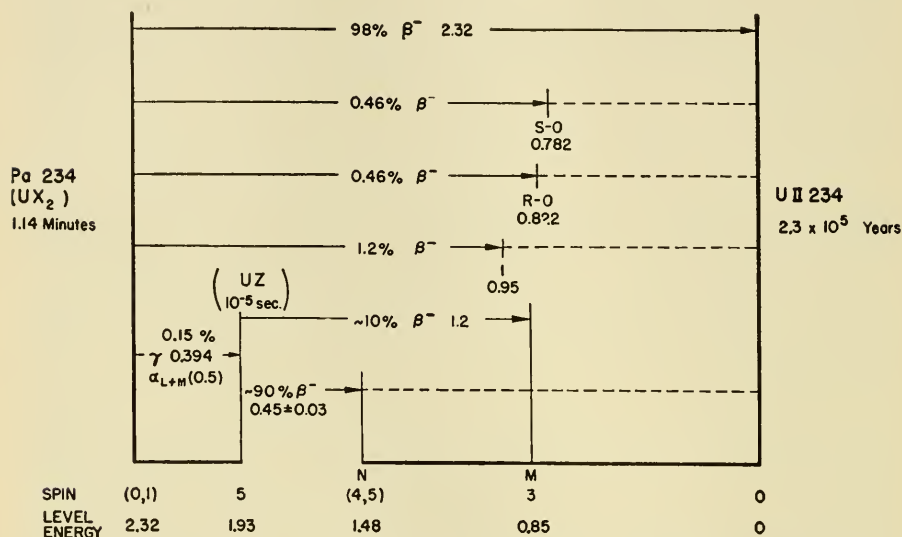 98% β⁻ 2.32
0.46% β⁻
S-O
0.782
0.46% β⁻
R-O
0.822
Pa 234
(UX₂)
1.14 Minutes
U II 234
2.3 x 10⁵ Years
1.2% β⁻
0.95
(UZ
10⁻⁵ sec.)
~10% β⁻ 1.2
0.15 %
γ 0.394
α L+M (0.5)
~90% β⁻
0.45±0.03
N M
SPIN (0,1) 5 (4,5) 3 0
LEVEL
ENERGY 2.32 1.93 1.48 0.85 0